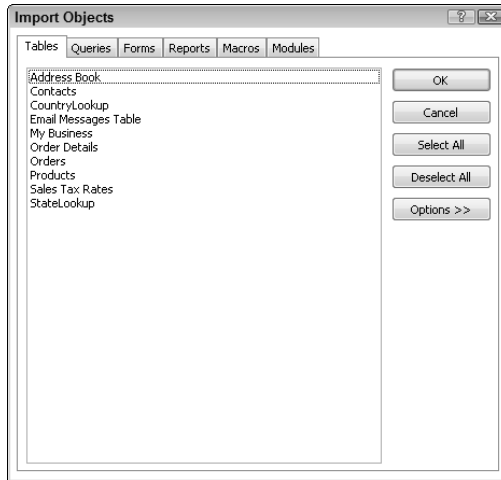 Import Objects
Tables Queries Forms Reports Macros Modules
Address Book
Contacts
CountryLookup
Email Messages Table
My Business
Order Details
Orders
Products
Sales Tax Rates
StateLookup
OK
Cancel
Select All
Deselect All
Options >>